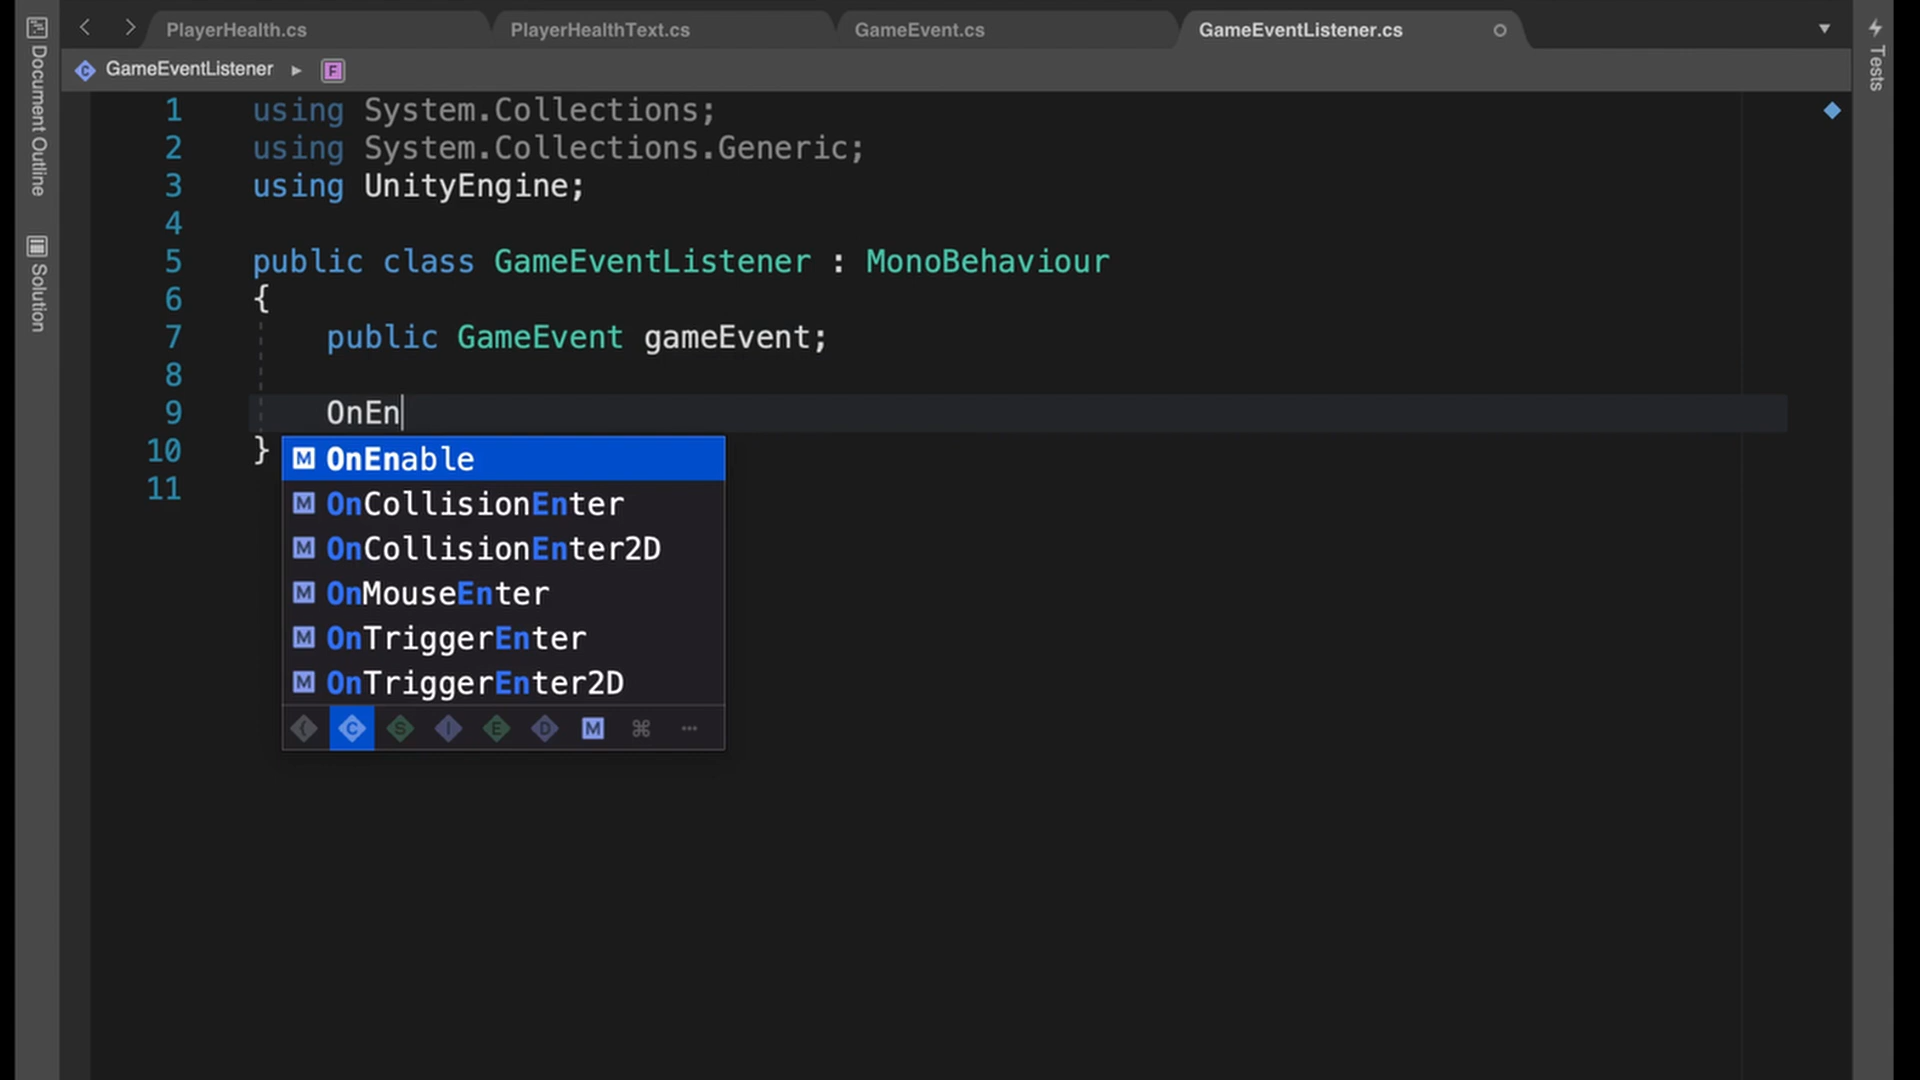 PlayerHealth.cs PlayerHealthText.cs GameEvent.cs GameEventListener.cs
GameEventListener F
Document Outline
Solution
Tests
1 using System.Collections;
2 using System.Collections.Generic;
3 using UnityEngine;
4
5 public class GameEventListener : MonoBehaviour
6 {
7 public GameEvent gameEvent;
8
9 OnEn
10 }
11
M OnEnable
M OnCollisionEnter
M OnCollisionEnter2D
M OnMouseEnter
M OnTriggerEnter
M OnTriggerEnter2D
{ C S I E D M ⌘ ···